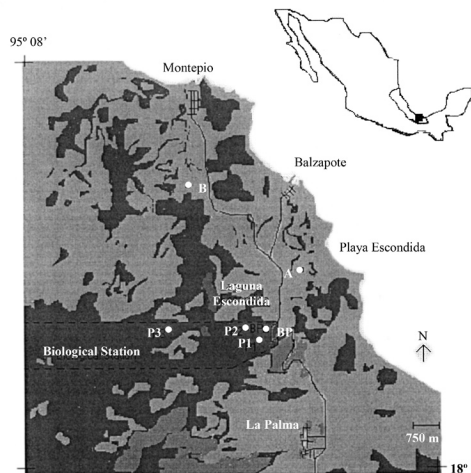 95º 08’
Montepio
Balzapote
B
Playa Escondida
A
Laguna
Escondida
P3
P2
BP
P1
N
Biological Station
La Palma
750 m
18º